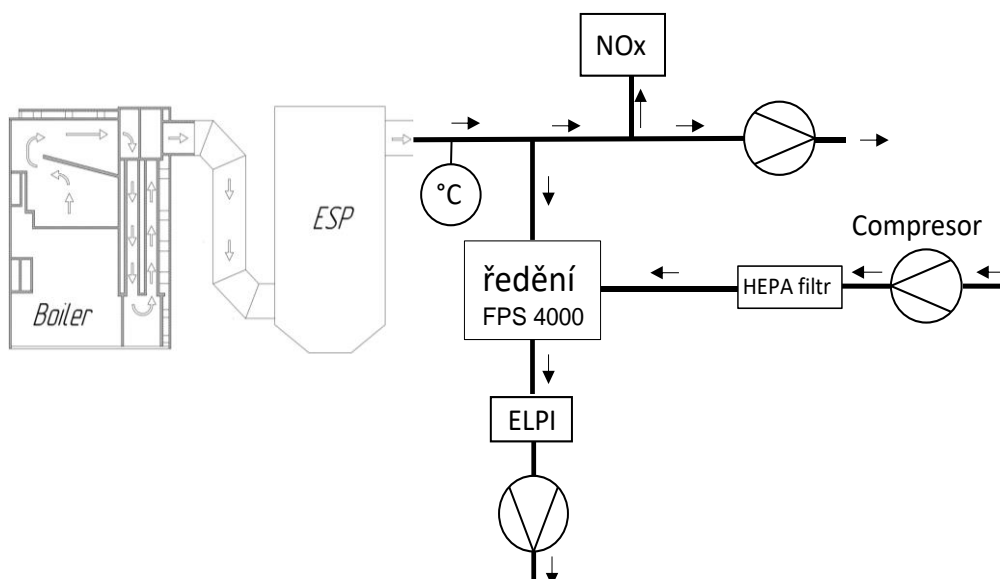 NOx
°C
ESP
Boiler
ředění
FPS 4000
HEPA filtr
Compresor
ELPI